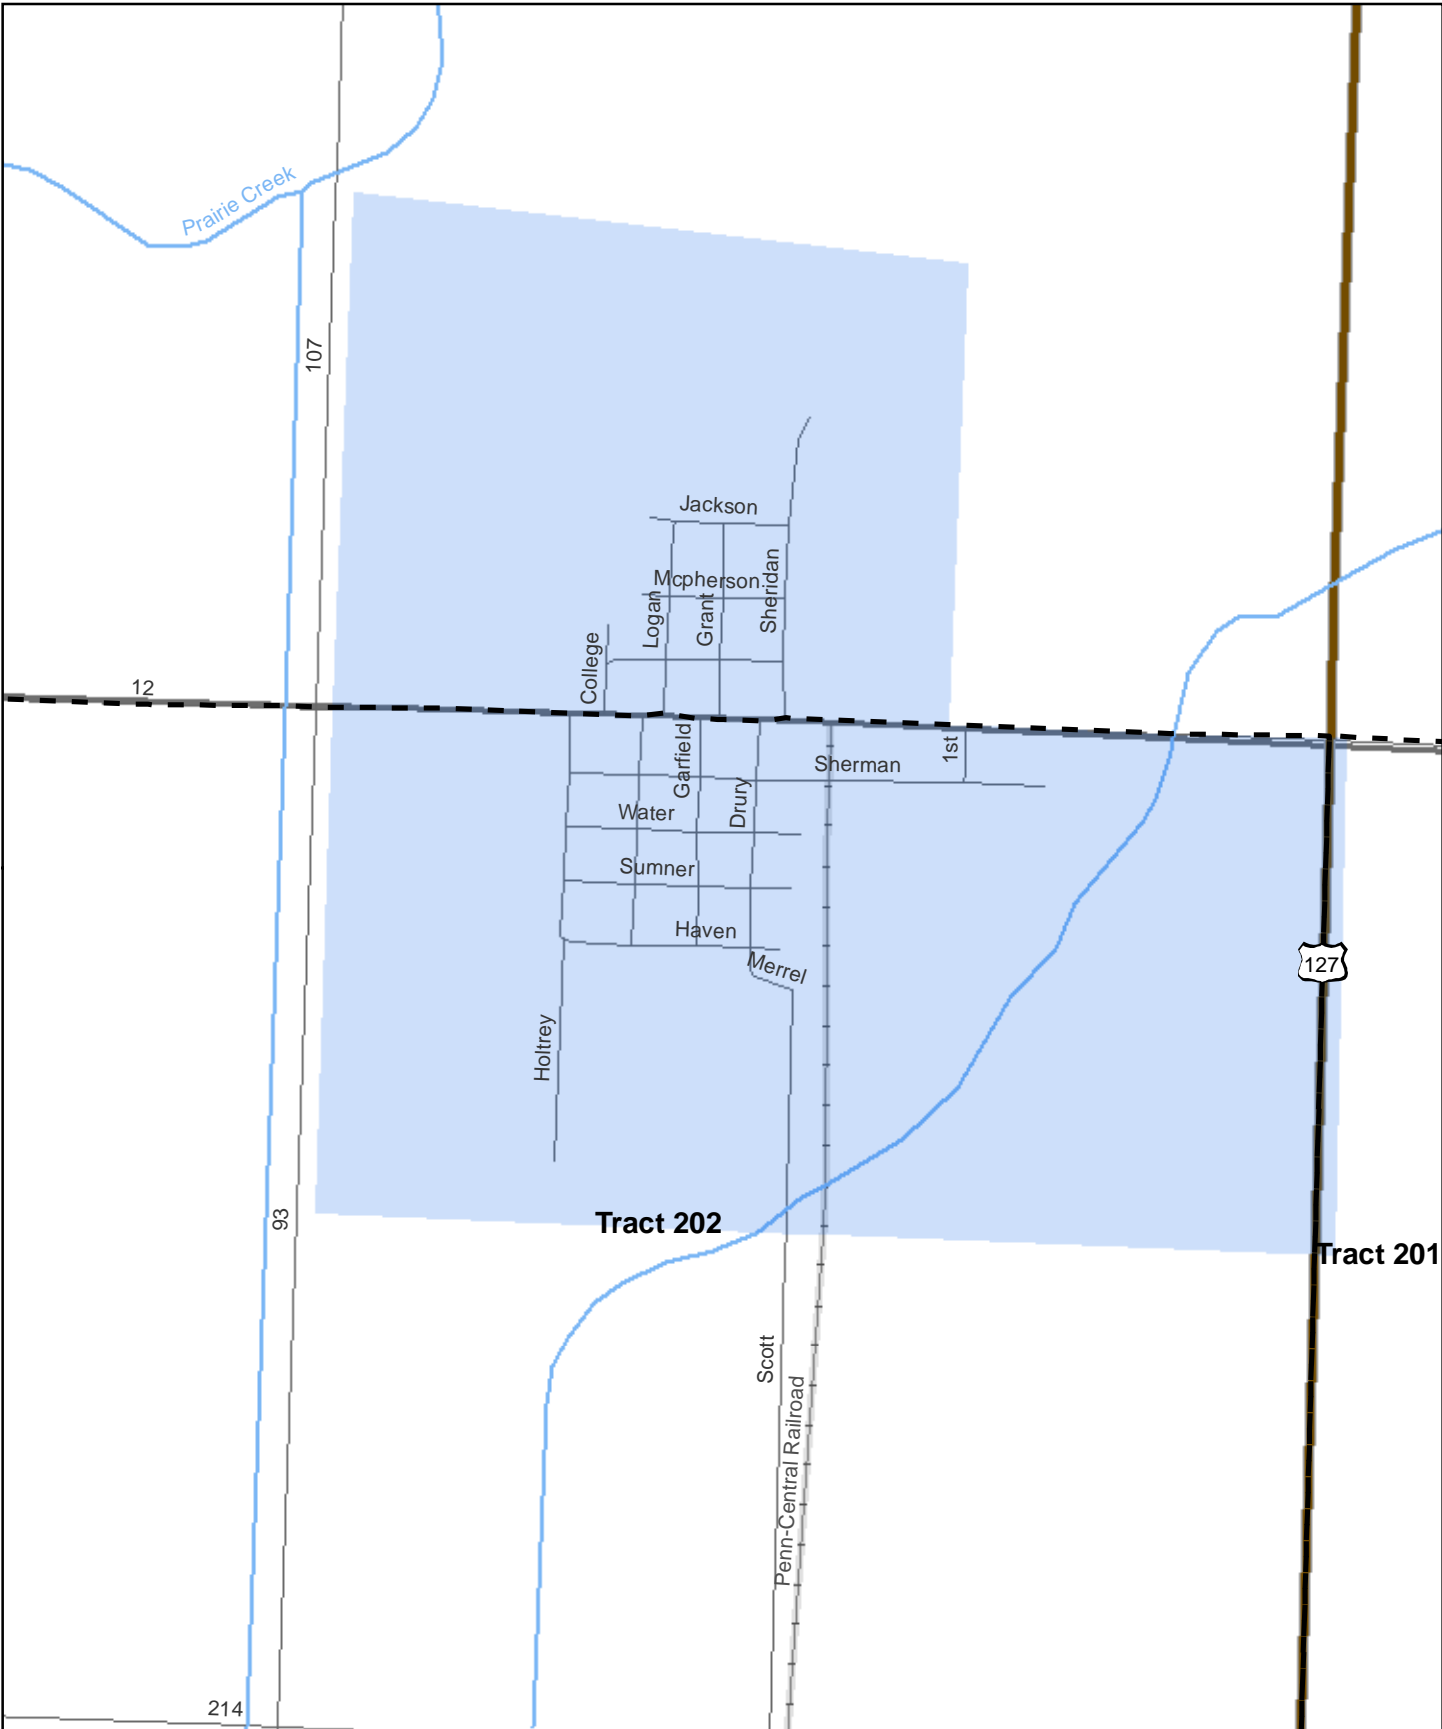 Prairie Creek
107
Jackson
Mcpherson
Logan
Grant
Sheridan
College
12
Garfield
1st
Sherman
Drury
Water
Sumner
Haven
Merrel
127
Holtrey
93
Tract 202
Tract 201
Scott
Penn-Central Railroad
214